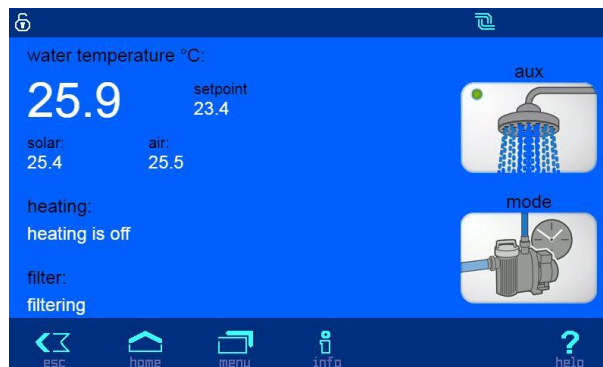 water temperature °C:
25.9
setpoint
23.4
solar:
25.4
air:
25.5
heating:
heating is off
filter:
filtering
aux
mode
esc
home
menu
info
help